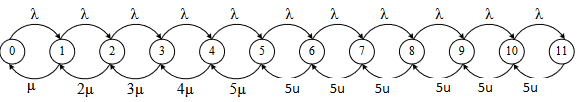 λ λ λ λ λ λ λ λ λ λ λ
0 1 2 3 4 5 6 7 8 9 10 11
μ 2μ 3μ 4μ 5μ 5u 5u 5u 5u 5u 5u